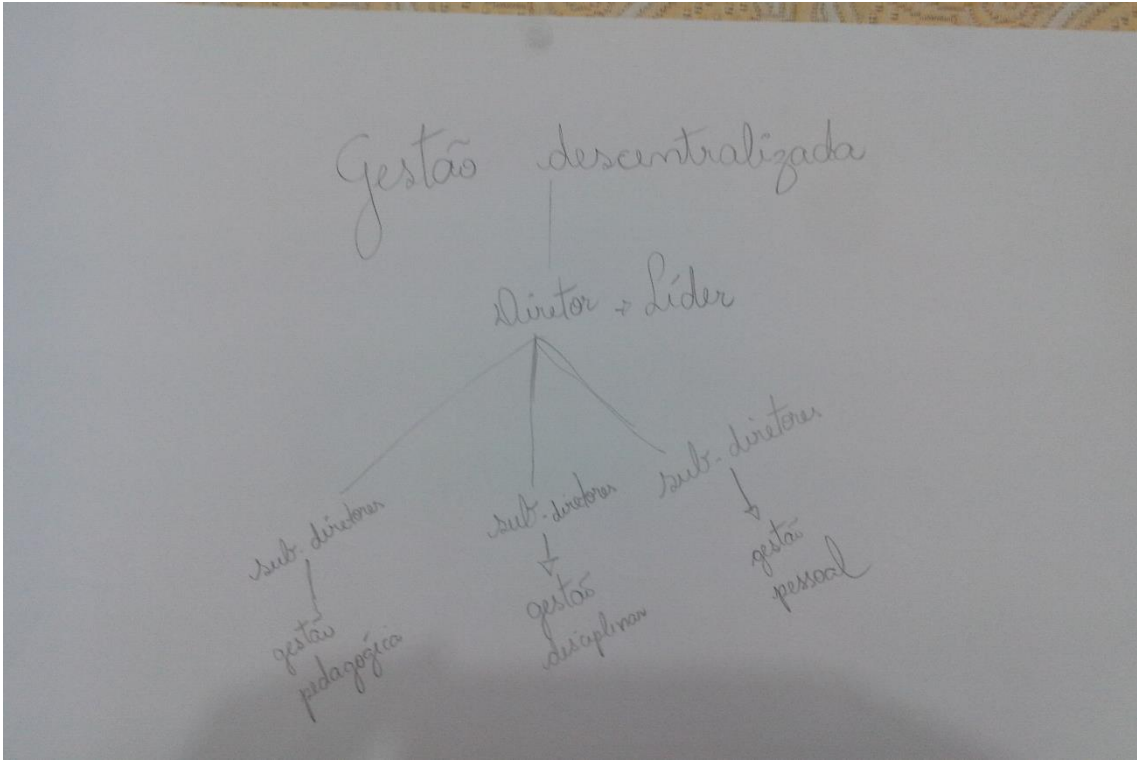 Gestão descentralizada
Diretor → Líder
sub-diretores
gestão
pedagógica
sub-diretores
gestão
disciplinar
sub-diretores
gestão
pessoal